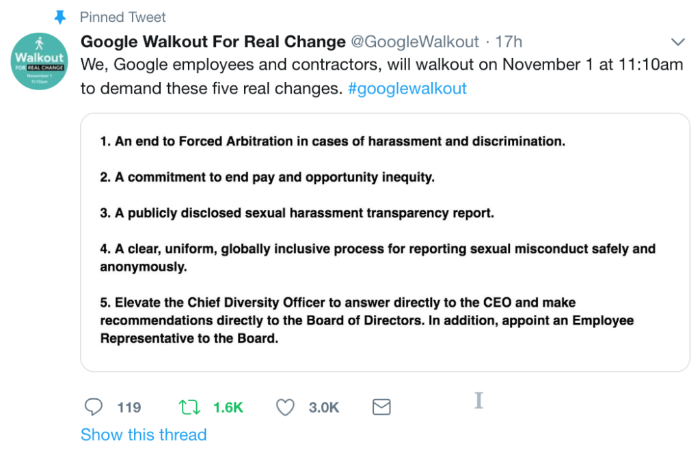 Pinned Tweet
Google Walkout For Real Change @GoogleWalkout · 17h
Walkout
FOR REAL CHANGE
November 1
11:10am
We, Google employees and contractors, will walkout on November 1 at 11:10am
to demand these five real changes. #googlewalkout
1. An end to Forced Arbitration in cases of harassment and discrimination.
2. A commitment to end pay and opportunity inequity.
3. A publicly disclosed sexual harassment transparency report.
4. A clear, uniform, globally inclusive process for reporting sexual misconduct safely and
anonymously.
5. Elevate the Chief Diversity Officer to answer directly to the CEO and make
recommendations directly to the Board of Directors. In addition, appoint an Employee
Representative to the Board.
119 1.6K 3.0K
Show this thread